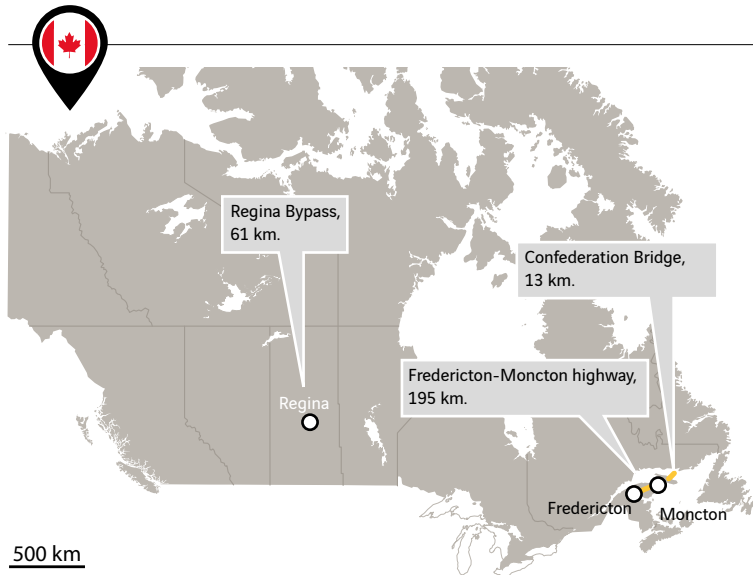 Regina Bypass,
61 km.
Confederation Bridge,
13 km.
Fredericton-Moncton highway,
195 km.
Regina
Fredericton
Moncton
500 km